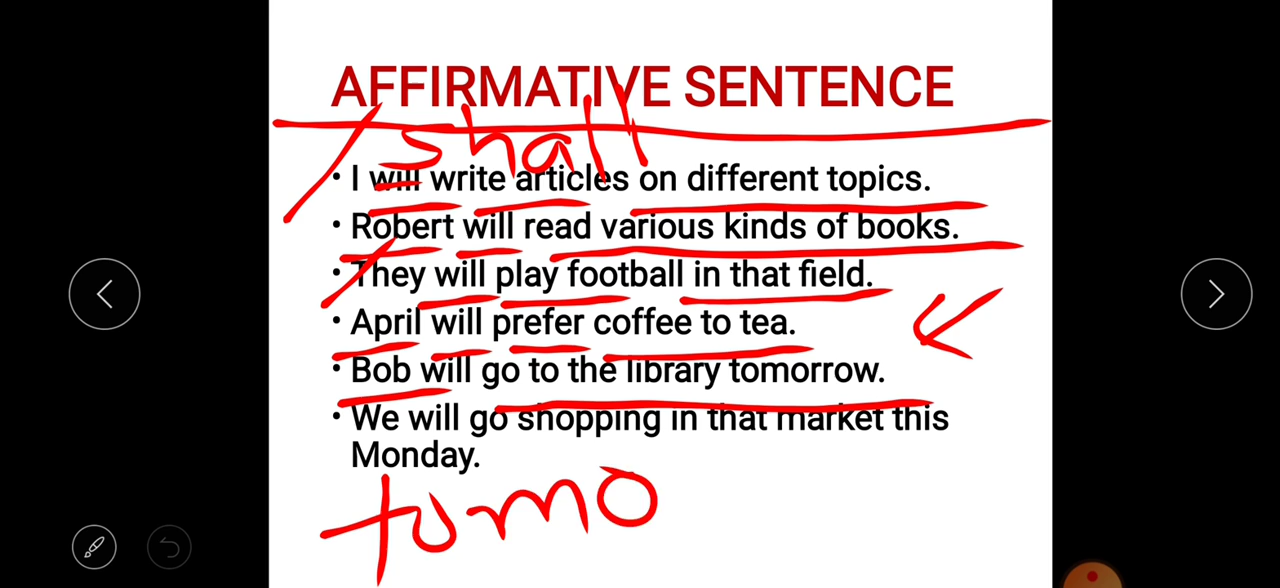 AFFIRMATIVE SENTENCE
shall
• I will write articles on different topics.
• Robert will read various kinds of books.
• They will play football in that field.
• April will prefer coffee to tea.
• Bob will go to the library tomorrow.
• We will go shopping in that market this
Monday.
tomo